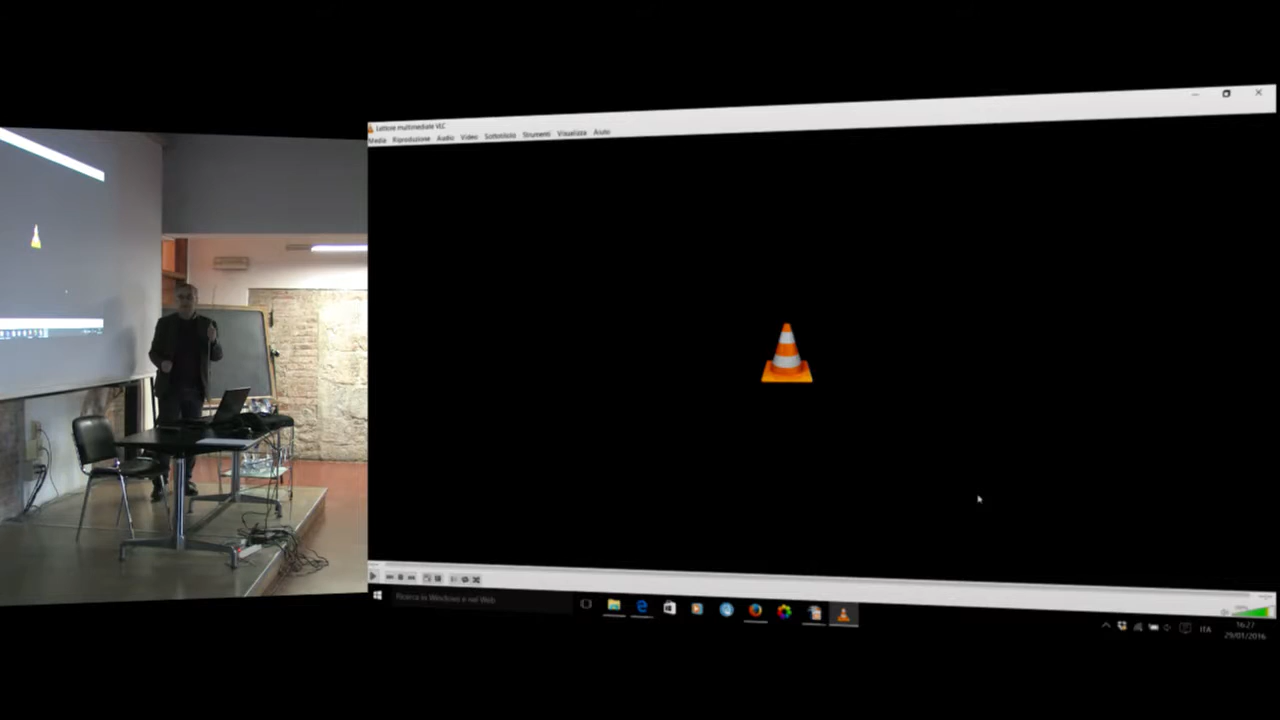 Lettore multimediale VLC
Media Riproduzione Audio Video Sottotitolo Strumenti Visualizza Aiuto
Ricerca in Windows e nel Web
ITA
16:27
29/01/2016